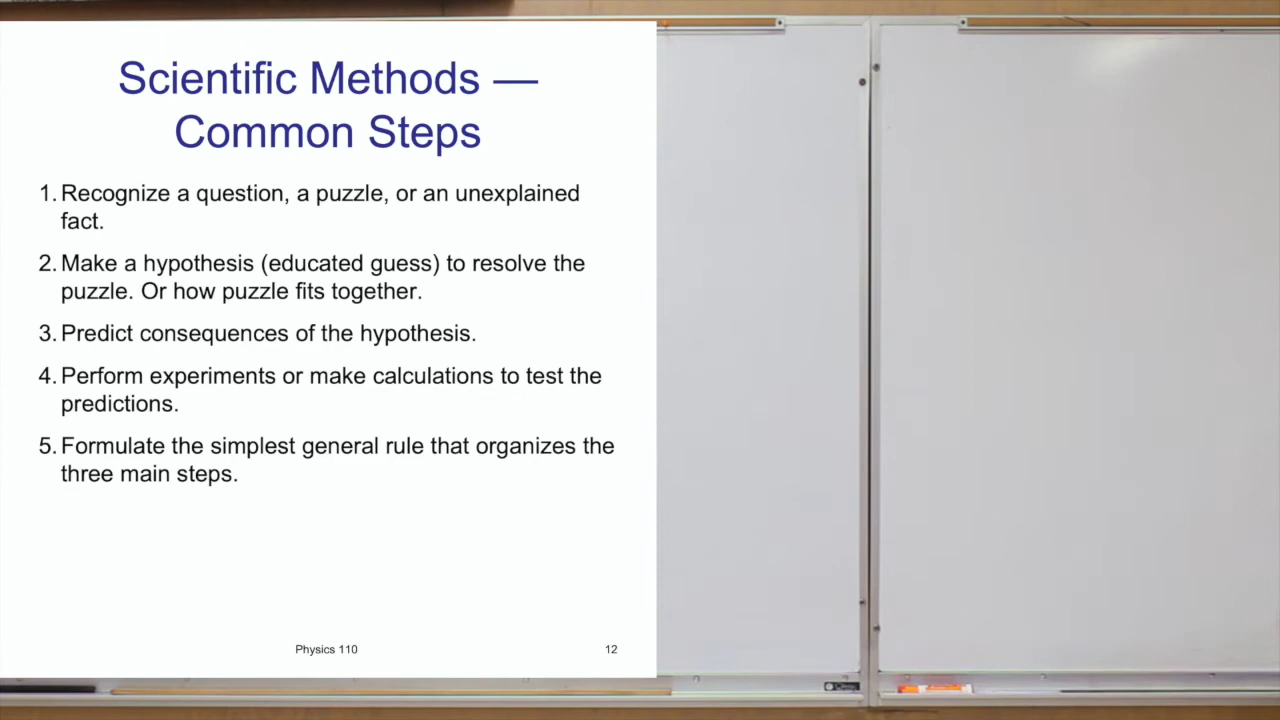 Scientific Methods —
Common Steps
1. Recognize a question, a puzzle, or an unexplained
fact.
2. Make a hypothesis (educated guess) to resolve the
puzzle. Or how puzzle fits together.
3. Predict consequences of the hypothesis.
4. Perform experiments or make calculations to test the
predictions.
5. Formulate the simplest general rule that organizes the
three main steps.
Physics 110
12